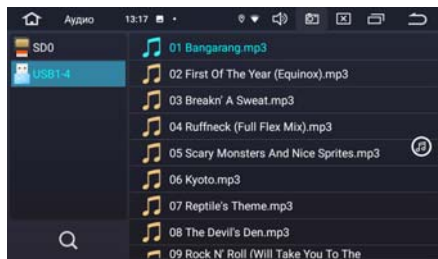 Аудио 13:17
SD0
USB1-4
01 Bangarang.mp3
02 First Of The Year (Equinox).mp3
03 Breakn' A Sweat.mp3
04 Ruffneck (Full Flex Mix).mp3
05 Scary Monsters And Nice Sprites.mp3
06 Kyoto.mp3
07 Reptile's Theme.mp3
08 The Devil's Den.mp3
09 Rock N' Roll (Will Take You To The